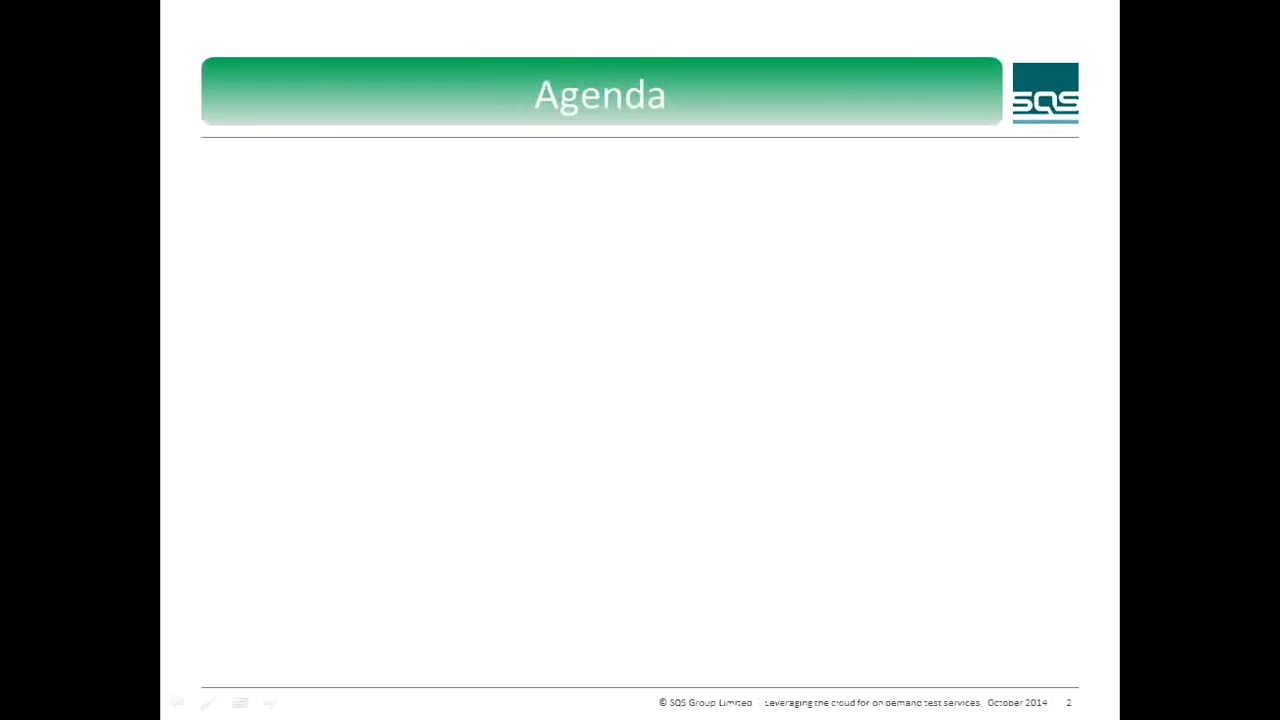 Agenda
SQS
© SQS Group Limited | Leveraging the cloud for on demand test services, October 2014 | 2